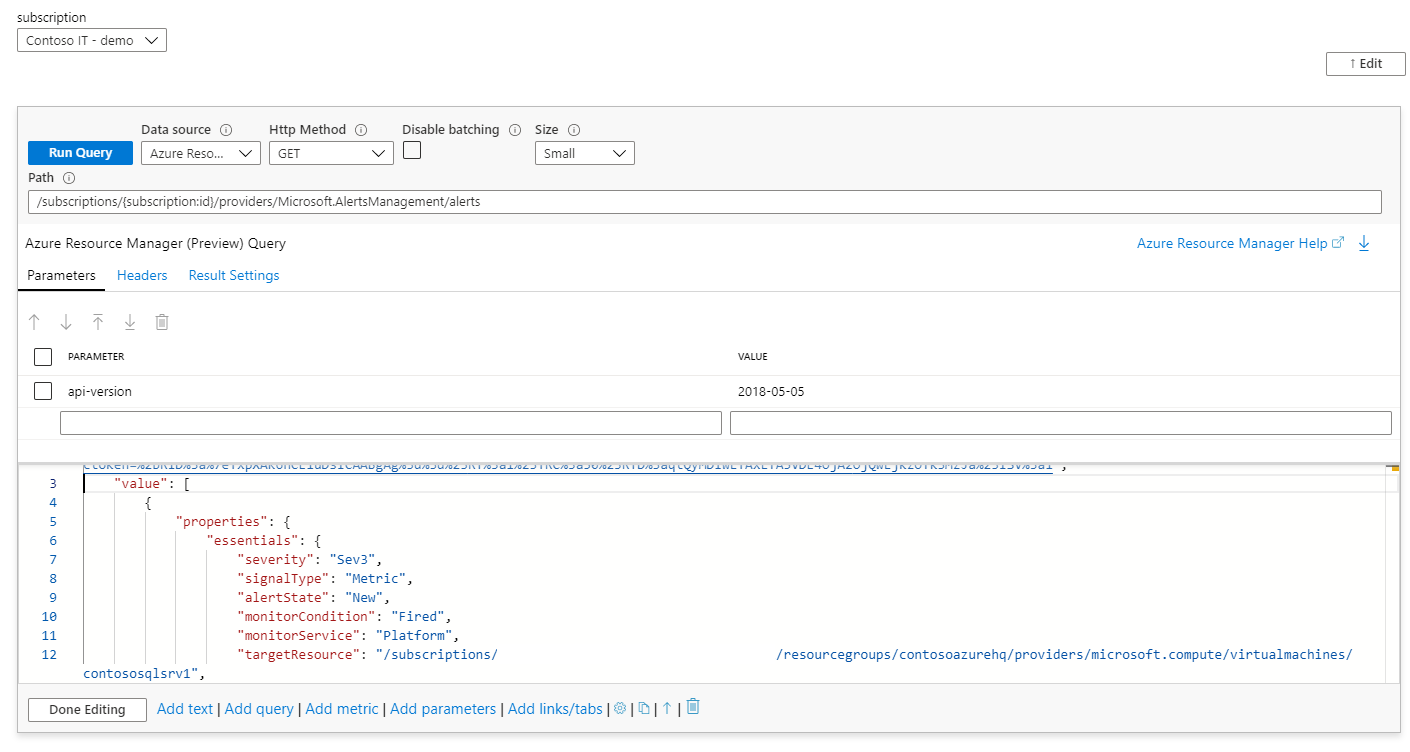 subscription
Contoso IT - demo
↑ Edit
Data source
Http Method
Disable batching
Size
Run Query
Azure Reso...
GET
Small
Path
/subscriptions/{subscription:id}/providers/Microsoft.AlertsManagement/alerts
Azure Resource Manager (Preview) Query
Azure Resource Manager Help
Parameters Headers Result Settings
PARAMETER VALUE
api-version 2018-05-05
3 "value": [
4 {
5 "properties": {
6 "essentials": {
7 "severity": "Sev3",
8 "signalType": "Metric",
9 "alertState": "New",
10 "monitorCondition": "Fired",
11 "monitorService": "Platform",
12 "targetResource": "/subscriptions/ /resourcegroups/contosoazurehq/providers/microsoft.compute/virtualmachines/
contososqlsrv1",
Done Editing Add text | Add query | Add metric | Add parameters | Add links/tabs | | | ↑ |